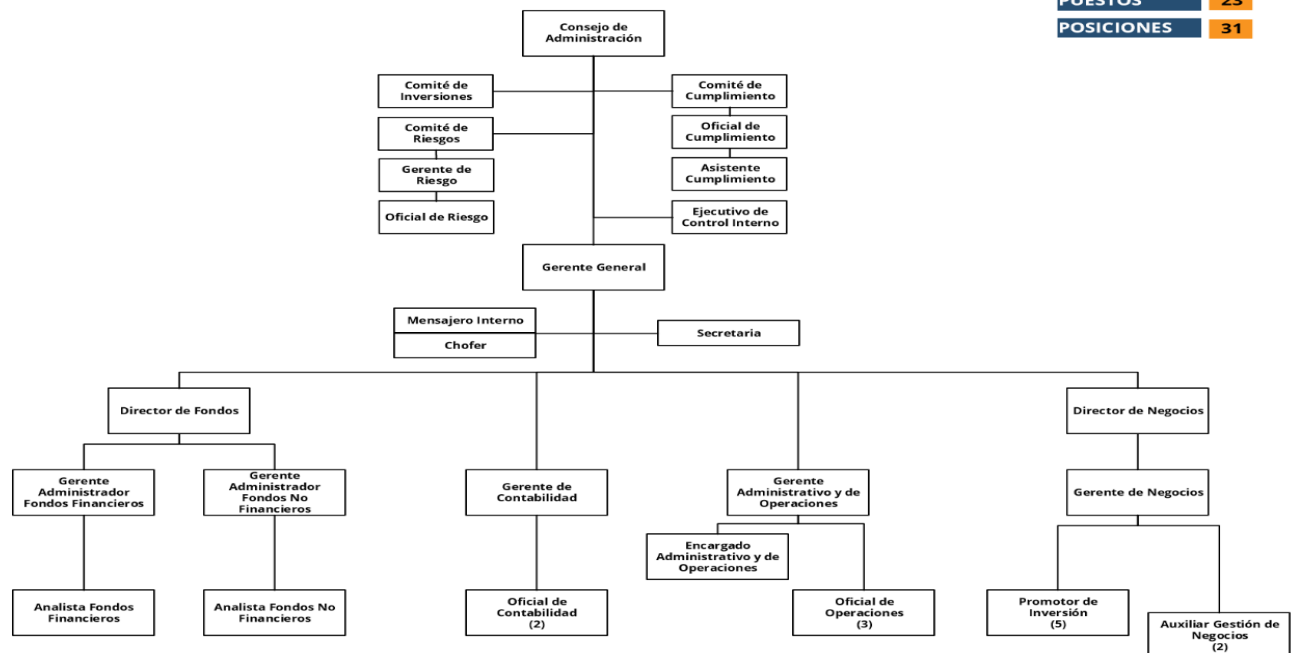 PUESTOS 23
POSICIONES 31
Consejo de
Administración
Comité de
Inversiones
Comité de
Cumplimiento
Comité de
Riesgos
Oficial de
Cumplimiento
Gerente de
Riesgo
Asistente
Cumplimiento
Oficial de Riesgo
Ejecutivo de
Control Interno
Gerente General
Mensajero Interno
Chofer
Secretaria
Director de Fondos
Director de Negocios
Gerente
Administrador
Fondos Financieros
Gerente
Administrador
Fondos No
Financieros
Gerente de
Contabilidad
Gerente
Administrativo y de
Operaciones
Gerente de Negocios
Encargado
Administrativo y de
Operaciones
Analista Fondos
Financieros
Analista Fondos No
Financieros
Oficial de
Contabilidad
(2)
Oficial de
Operaciones
(3)
Promotor de
Inversión
(5)
Auxiliar Gestión de
Negocios
(2)